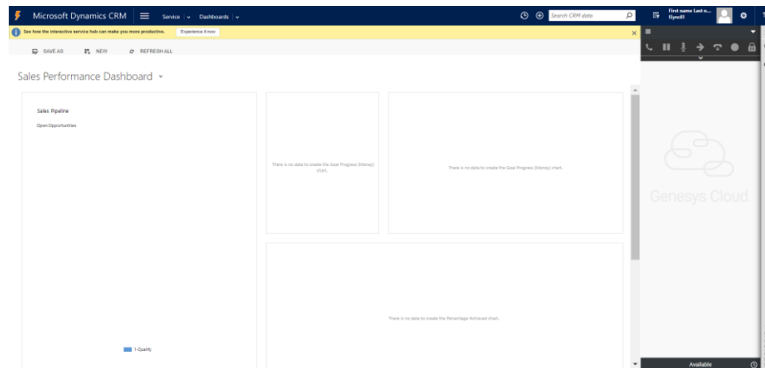 Microsoft Dynamics CRM Service Dashboards
Search CRM data
First name Last n...
See how the interactive service hub can make you more productive. Experience it now
SAVE AS NEW REFRESH ALL
Sales Performance Dashboard
Sales Pipeline
Open Opportunities
There is no data to create the Goal Progress (Money)
chart.
There is no data to create the Goal Progress (Money) chart.
Genesys Cloud
There is no data to create the Percentage Achieved chart.
1-Qualify
Available